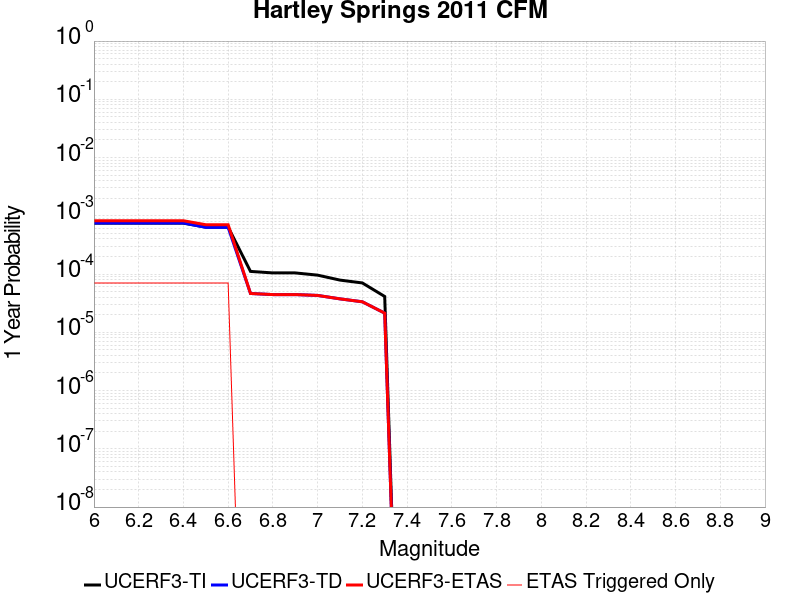 Hartley Springs 2011 CFM
10^0
10^-1
10^-2
10^-3
10^-4
10^-5
10^-6
10^-7
10^-8
1 Year Probability
6 6.2 6.4 6.6 6.8 7 7.2 7.4 7.6 7.8 8 8.2 8.4 8.6 8.8 9
Magnitude
UCERF3-TI UCERF3-TD UCERF3-ETAS ETAS Triggered Only